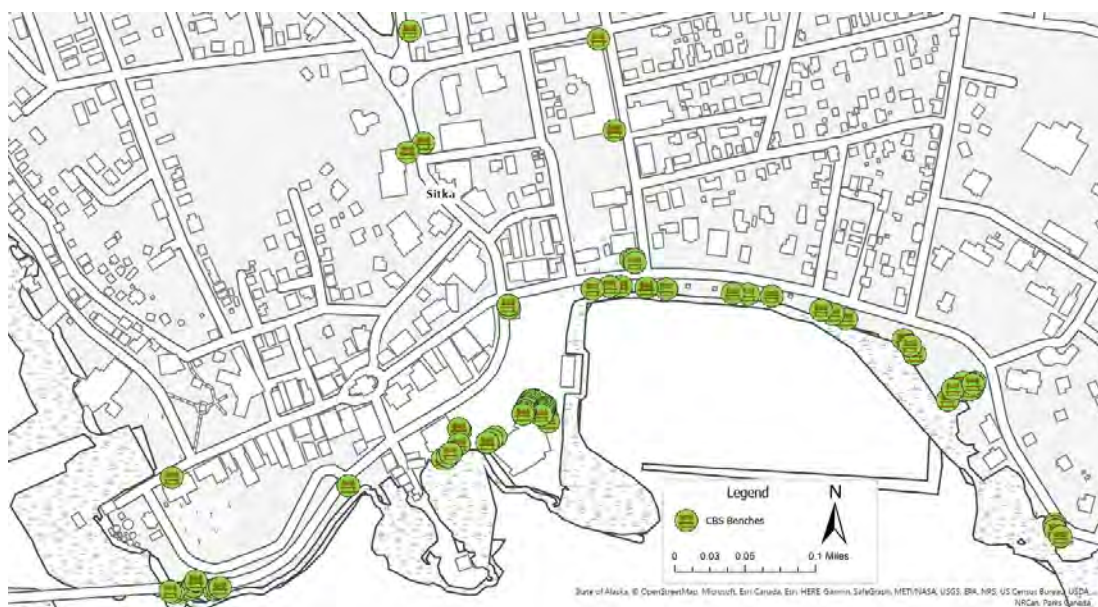 Sitka
Legend
N
CBS Benches
0 0.03 0.05 0.1 Miles
State of Alaska, © OpenStreetMap, Microsoft, Esri Canada, Esri, HERE, Garmin, SafeGraph, METI/NASA, USGS, EPA, NPS, US Census Bureau, USDA,
NRCan, Parks Canada